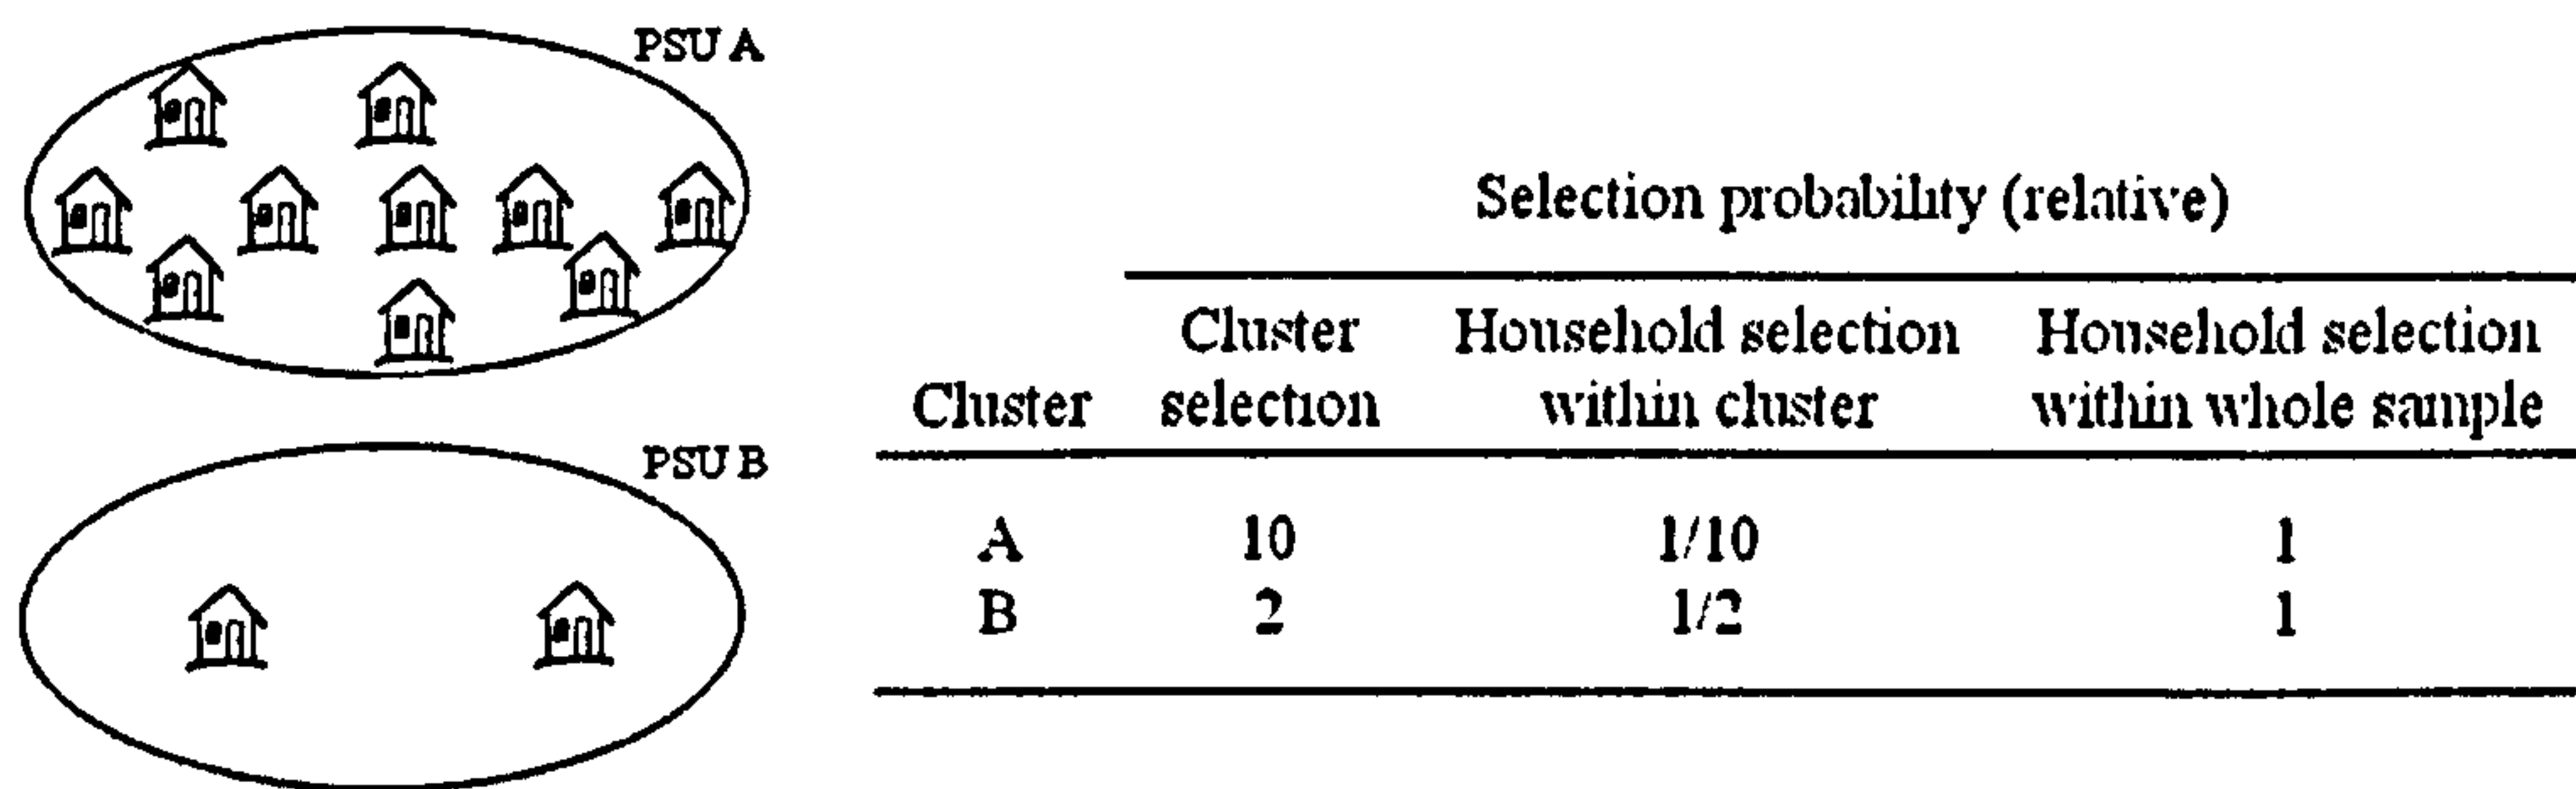 PSU A
PSU B
Selection probability (relative)
Cluster Household selection Household selection
Cluster selection within cluster within whole sample
A 10 1/10 1
B 2 1/2 1